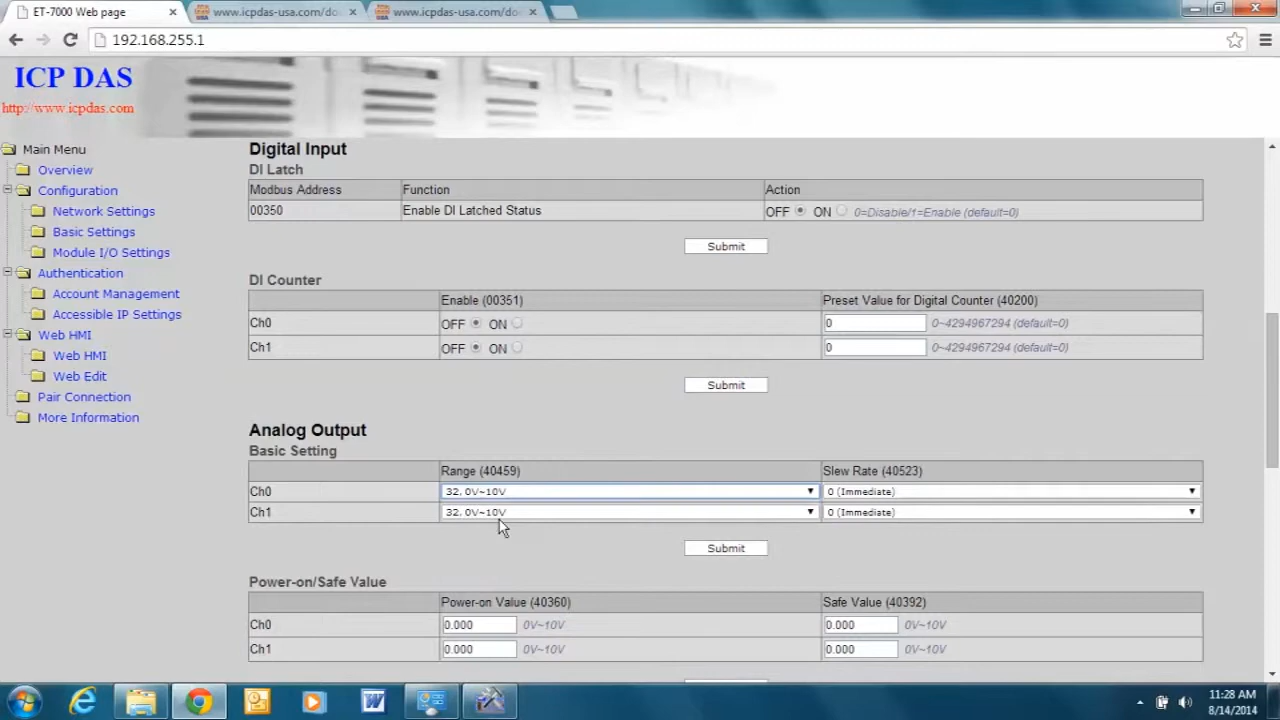 ET-7000 Web page
www.icpdas-usa.com/do
www.icpdas-usa.com/do
192.168.255.1
ICP DAS
http://www.icpdas.com
Main Menu
Overview
Configuration
Network Settings
Basic Settings
Module I/O Settings
Authentication
Account Management
Accessible IP Settings
Web HMI
Web HMI
Web Edit
Pair Connection
More Information
Digital Input
DI Latch
Modbus Address Function Action
00350 Enable DI Latched Status OFF ON 0=Disable/1=Enable (default=0)
Submit
DI Counter
Enable (00351) Preset Value for Digital Counter (40200)
Ch0 OFF ON 0 0~4294967294 (default=0)
Ch1 OFF ON 0 0~4294967294 (default=0)
Submit
Analog Output
Basic Setting
Range (40459) Slew Rate (40523)
Ch0 32, 0V~10V 0 (Immediate)
Ch1 32, 0V~10V 0 (Immediate)
Submit
Power-on/Safe Value
Power-on Value (40360) Safe Value (40392)
Ch0 0.000 0V~10V 0.000 0V~10V
Ch1 0.000 0V~10V 0.000 0V~10V
11:28 AM
8/14/2014